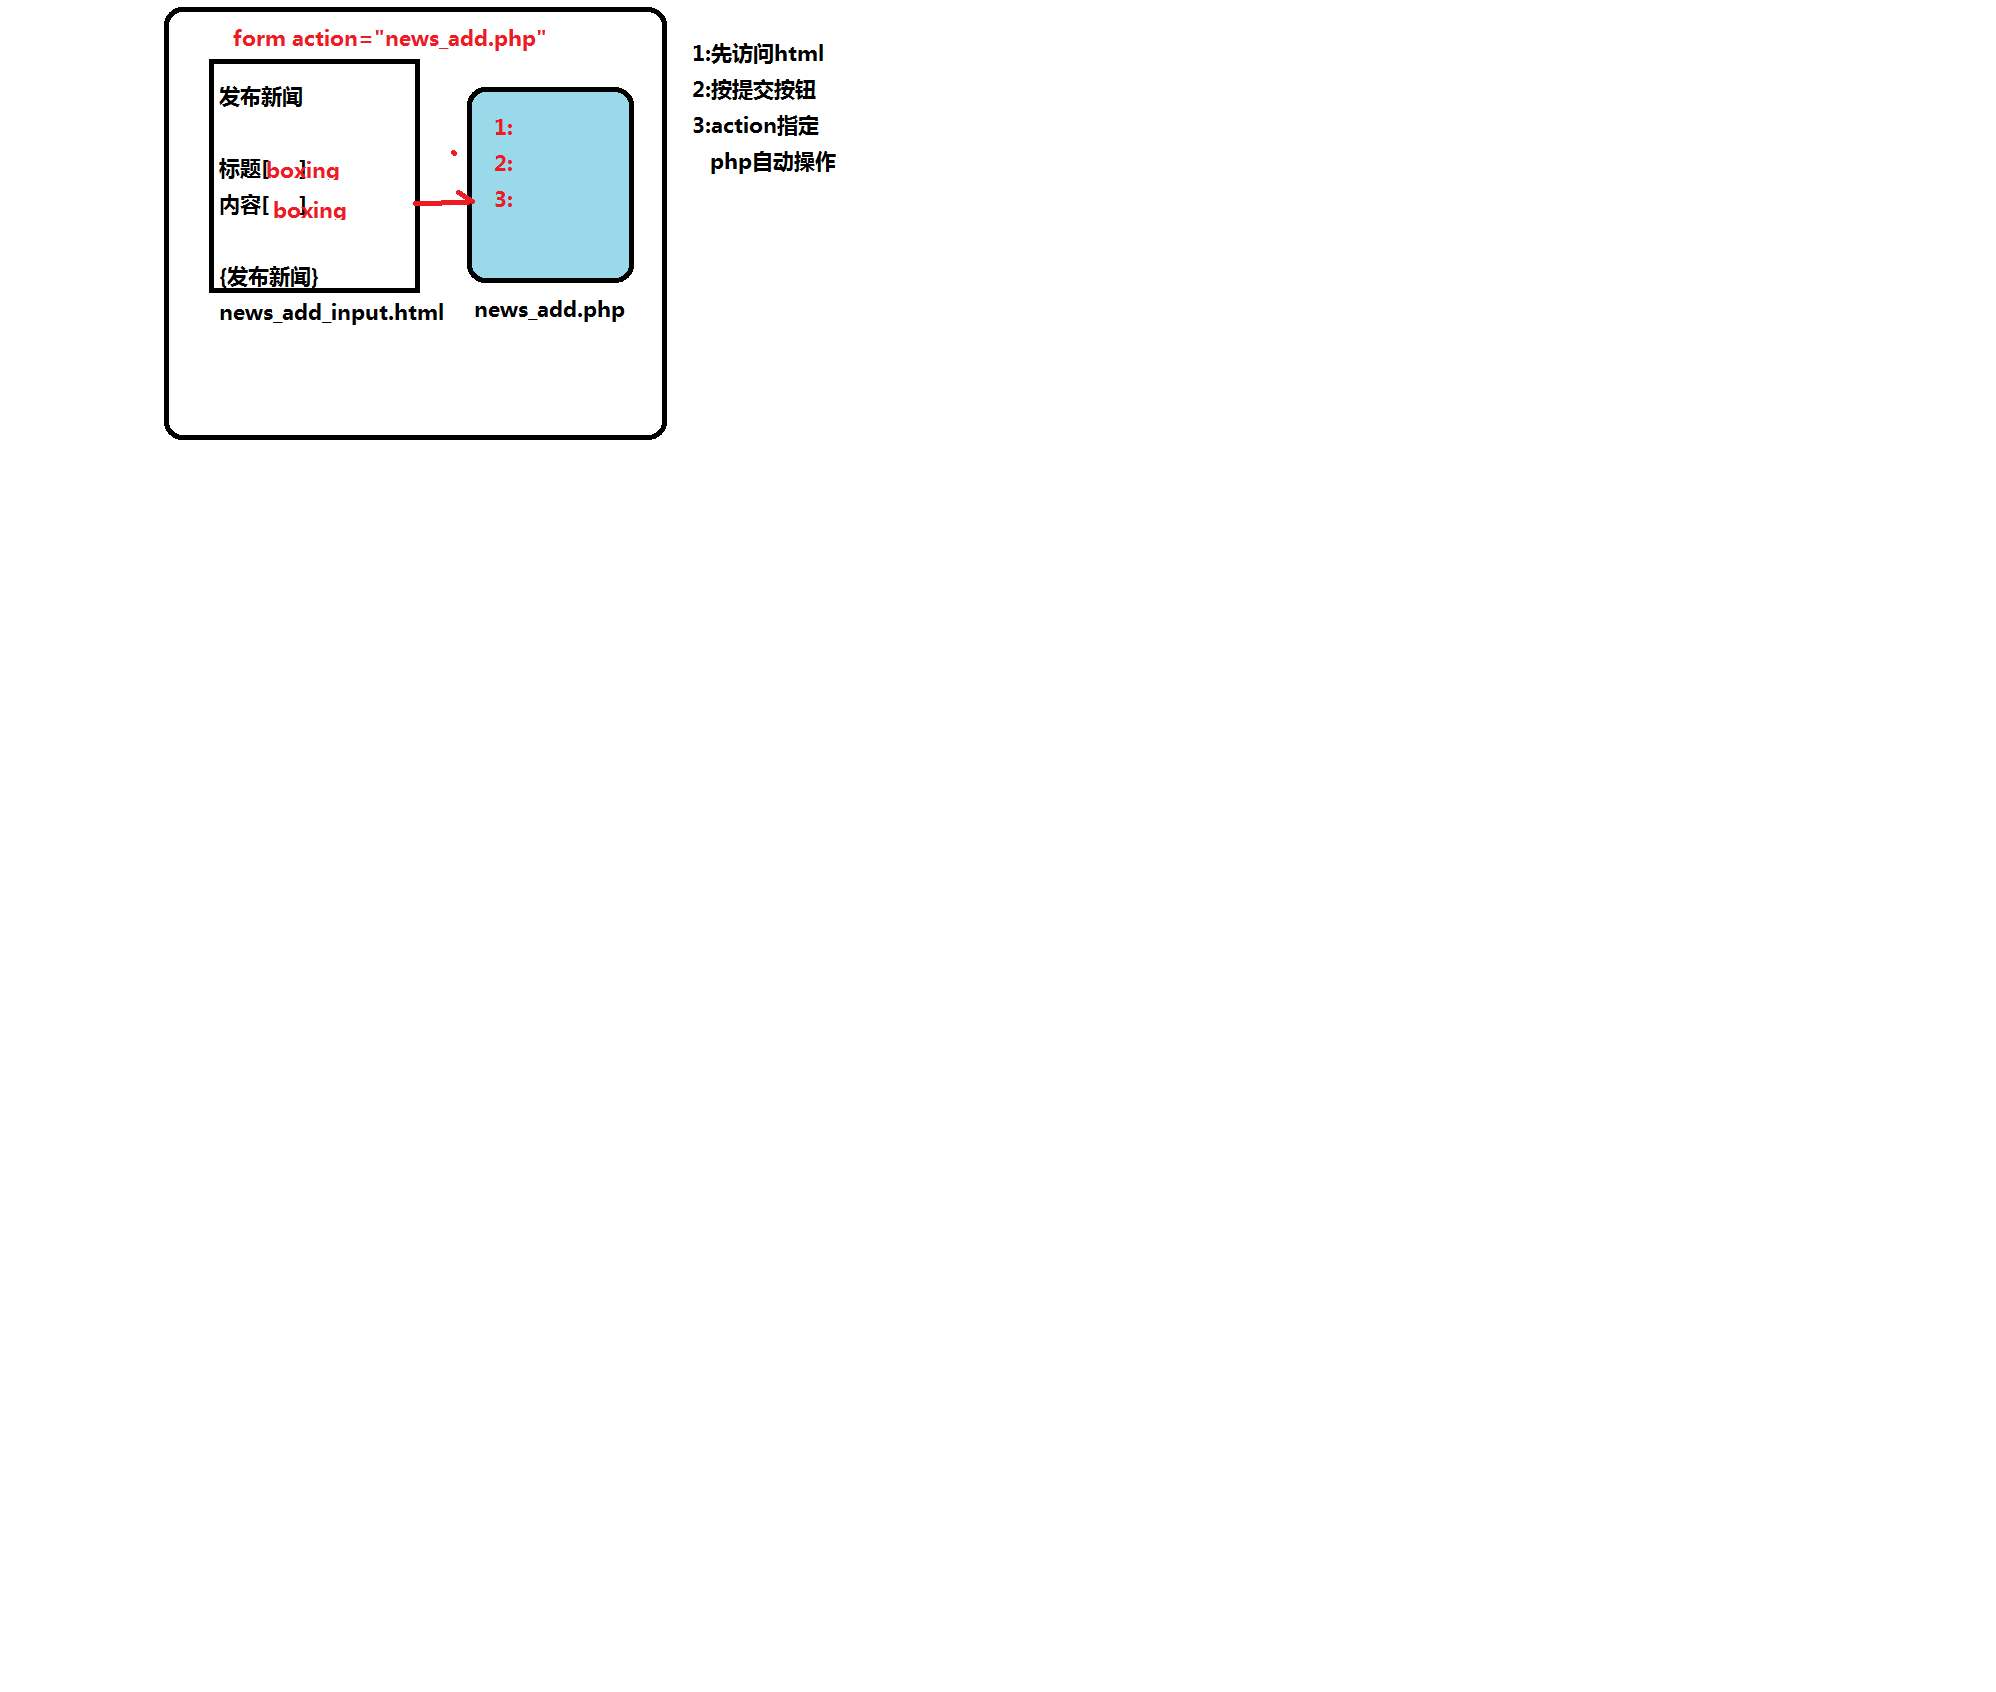 form action="news_add.php"
发布新闻
标题[boxing]
内容[ boxing]
{发布新闻}
news_add_input.html
1:
2:
3:
news_add.php
1:先访问html
2:按提交按钮
3:action指定
php自动操作